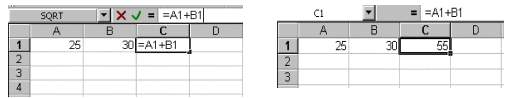 SQRT = =A1+B1
A B C D
1 25 30 =A1+B1
2
3
4
C1 = =A1+B1
A B C D
1 25 30 55
2
3